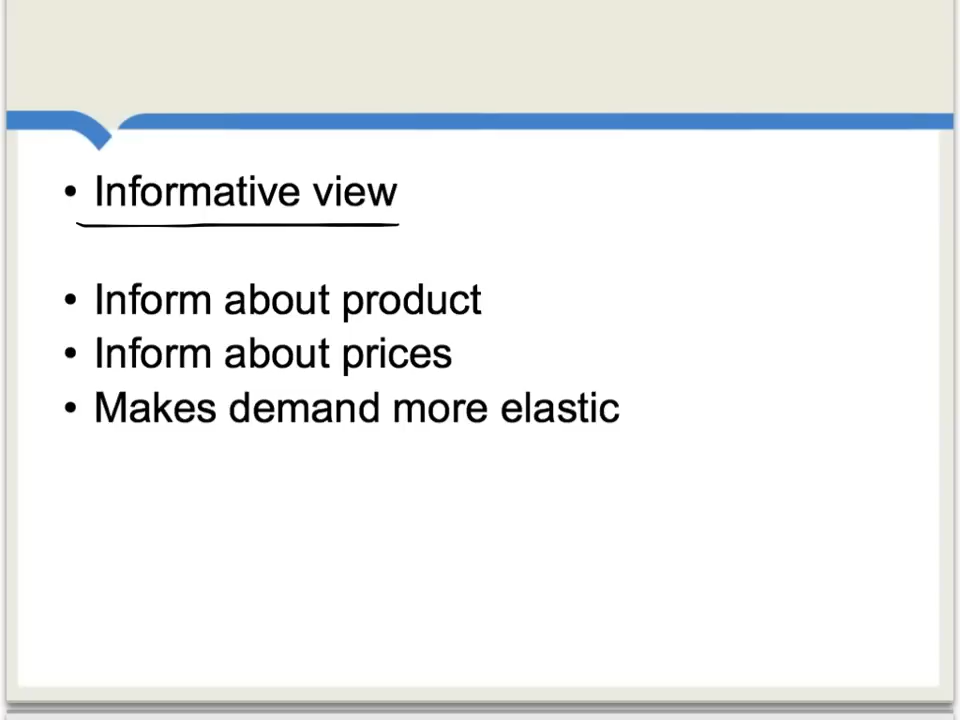 • Informative view
• Inform about product
• Inform about prices
• Makes demand more elastic